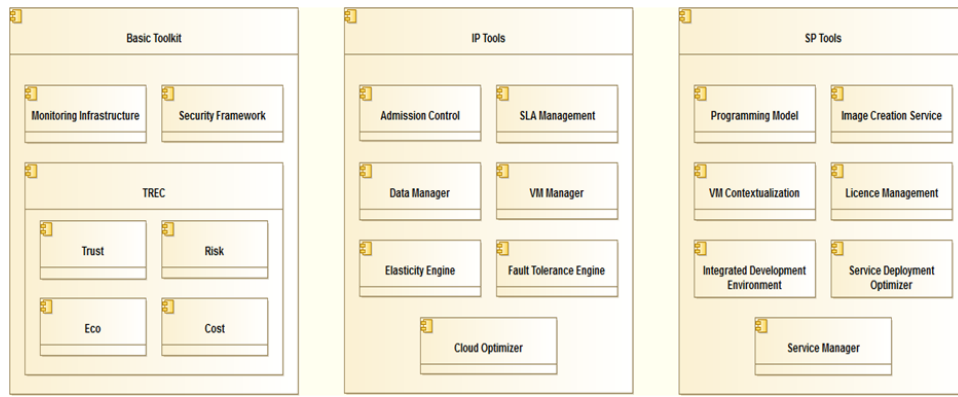 Basic Toolkit
Monitoring Infrastructure
Security Framework
TREC
Trust
Risk
Eco
Cost
IP Tools
Admission Control
SLA Management
Data Manager
VM Manager
Elasticity Engine
Fault Tolerance Engine
Cloud Optimizer
SP Tools
Programming Model
Image Creation Service
VM Contextualization
Licence Management
Integrated Development
Environment
Service Deployment
Optimizer
Service Manager